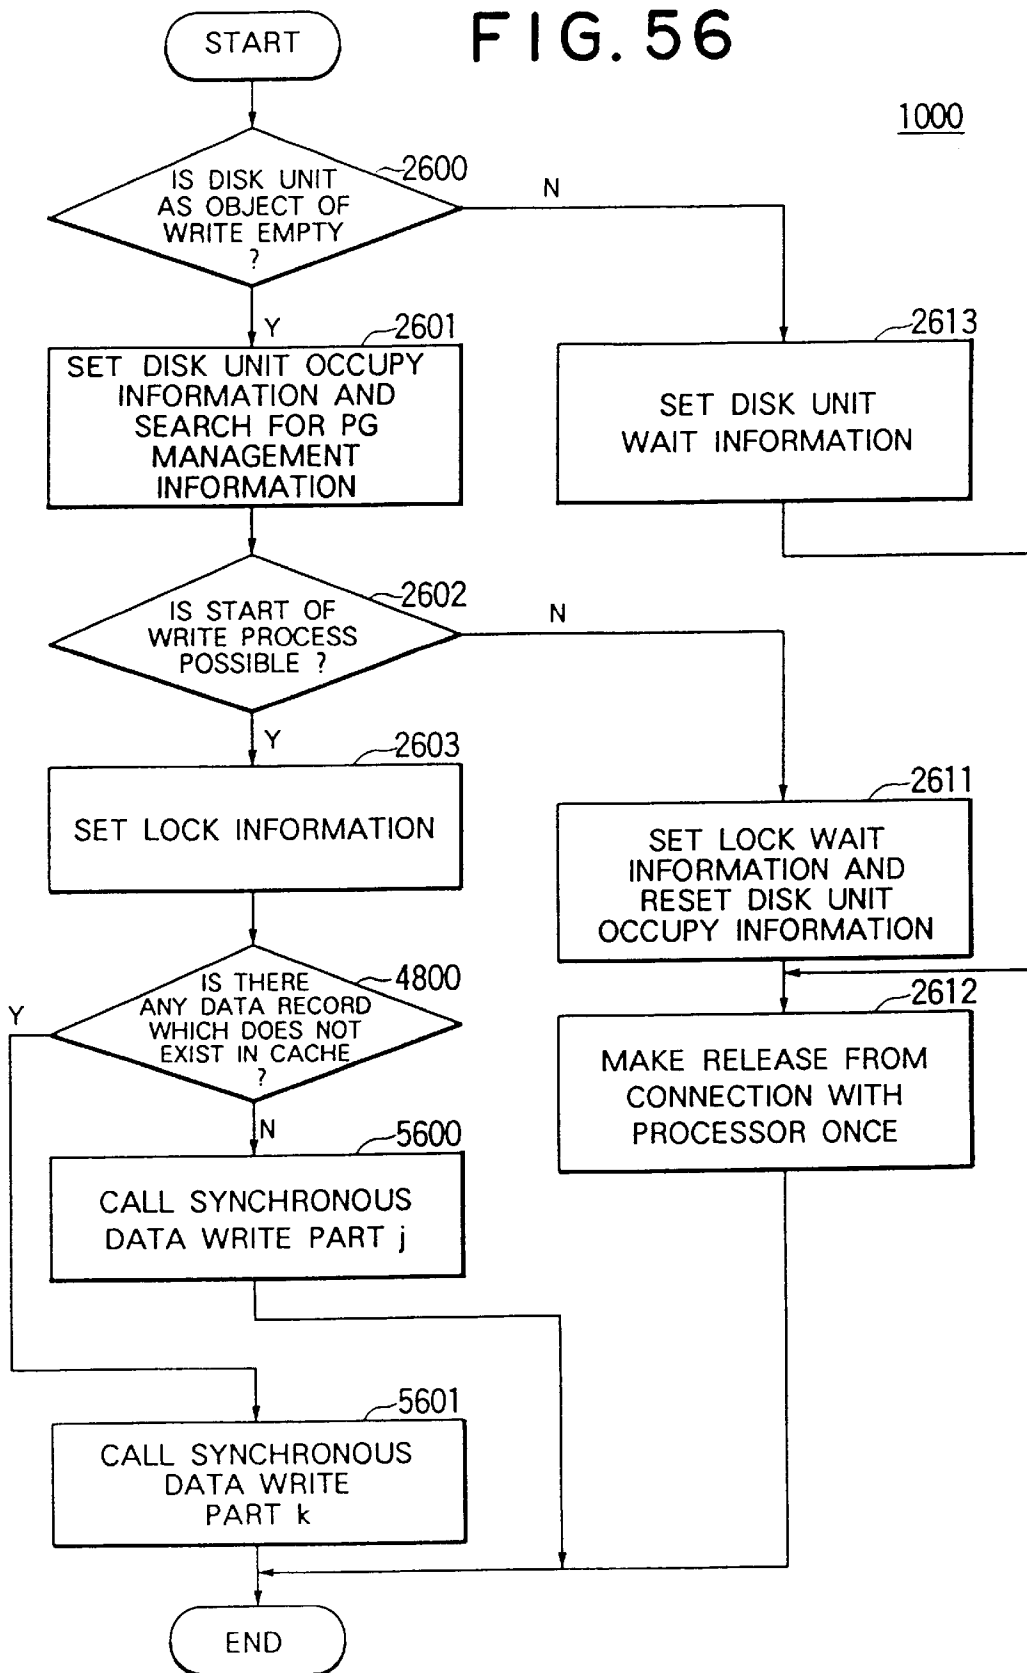 FIG. 56
1000
START
2600
IS DISK UNIT
AS OBJECT OF
WRITE EMPTY
?
N
Y
2601
SET DISK UNIT OCCUPY
INFORMATION AND
SEARCH FOR PG
MANAGEMENT
INFORMATION
2613
SET DISK UNIT
WAIT INFORMATION
2602
IS START OF
WRITE PROCESS
POSSIBLE ?
N
Y
2603
SET LOCK INFORMATION
2611
SET LOCK WAIT
INFORMATION AND
RESET DISK UNIT
OCCUPY INFORMATION
4800
IS THERE
ANY DATA RECORD
WHICH DOES NOT
EXIST IN CACHE
?
Y
N
2612
MAKE RELEASE FROM
CONNECTION WITH
PROCESSOR ONCE
5600
CALL SYNCHRONOUS
DATA WRITE PART j
5601
CALL SYNCHRONOUS
DATA WRITE
PART k
END